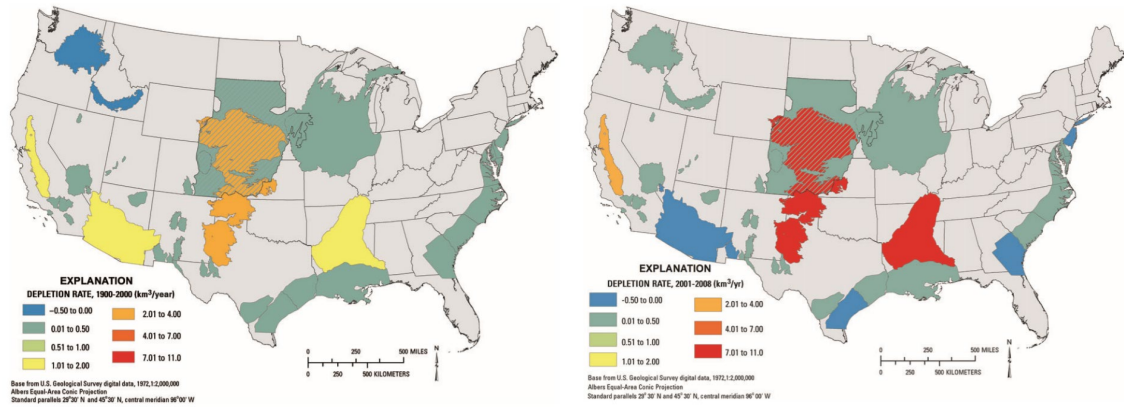 EXPLANATION
DEPLETION RATE, 1900-2000 (km3/year)
–0.50 to 0.00
0.01 to 0.50
0.51 to 1.00
1.01 to 2.00
2.01 to 4.00
4.01 to 7.00
7.01 to 11.0
0 250 500 MILES
0 250 500 KILOMETERS
N
S
Base from U.S. Geological Survey digital data, 1972,1:2,000,000
Albers Equal-Area Conic Projection
Standard parallels 29° 30' N and 45° 30' N, central meridian 96° 00' W
EXPLANATION
DEPLETION RATE, 2001-2008 (km3/yr)
–0.50 to 0.00
0.01 to 0.50
0.51 to 1.00
1.01 to 2.00
2.01 to 4.00
4.01 to 7.00
7.01 to 11.0
0 250 500 MILES
0 250 500 KILOMETERS
N
S
Base from U.S. Geological Survey digital data, 1972,1:2,000,000
Albers Equal-Area Conic Projection
Standard parallels 29° 30' N and 45° 30' N, central meridian 96° 00' W